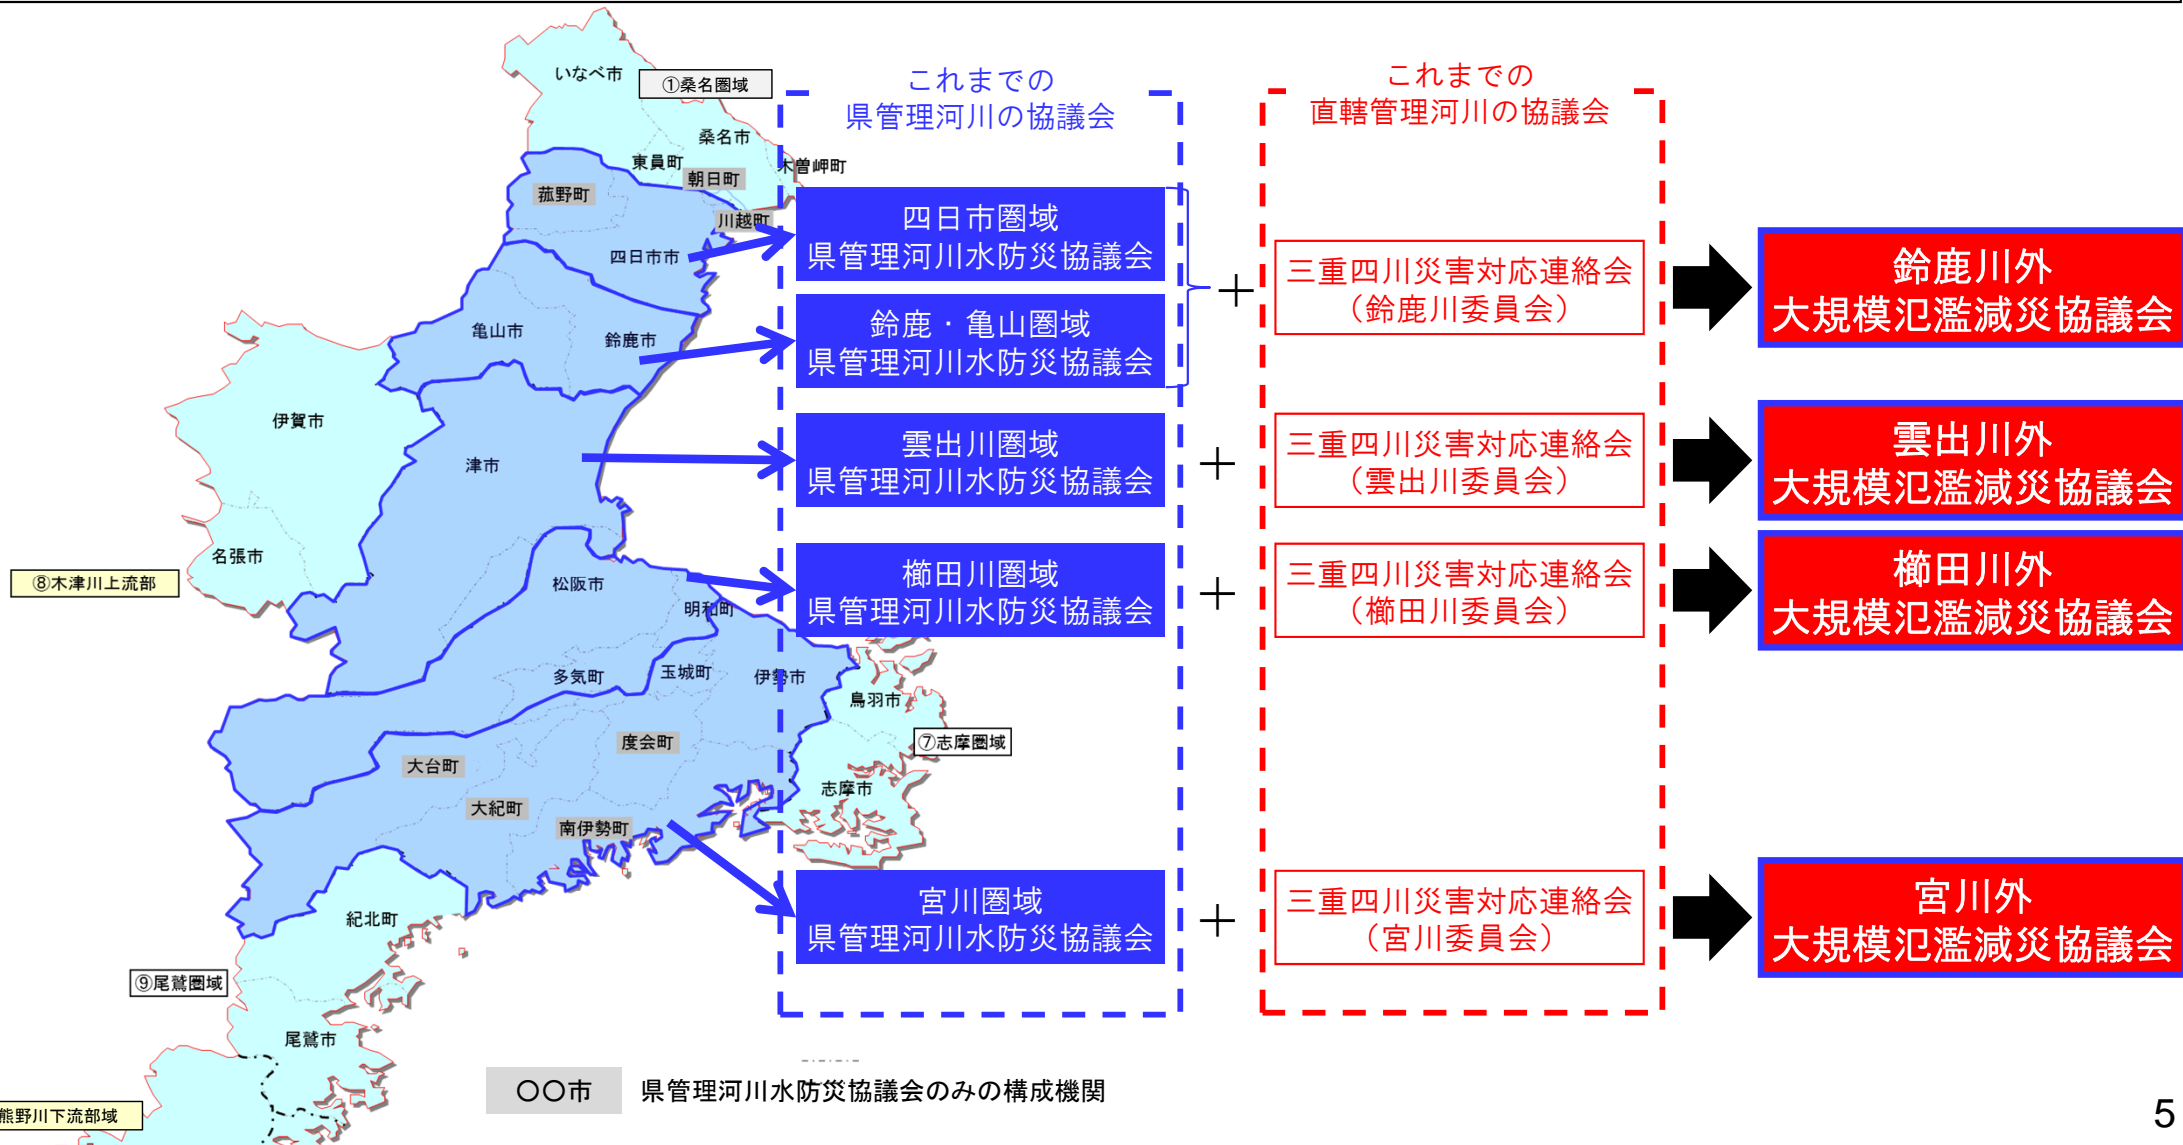 いなべ市
①桑名圏域
桑名市
東員町
木曽岬町
朝日町
菰野町
川越町
四日市市
亀山市
鈴鹿市
伊賀市
津市
名張市
⑧木津川上流部
松阪市
明和町
多気町
玉城町
伊勢市
鳥羽市
⑦志摩圏域
度会町
大台町
志摩市
大紀町
南伊勢町
紀北町
⑨尾鷲圏域
尾鷲市
熊野川下流部域
これまでの
県管理河川の協議会
これまでの
直轄管理河川の協議会
四日市圏域
県管理河川水防災協議会
鈴鹿・亀山圏域
県管理河川水防災協議会
+
三重四川災害対応連絡会
（鈴鹿川委員会）
鈴鹿川外
大規模氾濫減災協議会
雲出川圏域
県管理河川水防災協議会
+
三重四川災害対応連絡会
（雲出川委員会）
雲出川外
大規模氾濫減災協議会
櫛田川圏域
県管理河川水防災協議会
+
三重四川災害対応連絡会
（櫛田川委員会）
櫛田川外
大規模氾濫減災協議会
宮川圏域
県管理河川水防災協議会
+
三重四川災害対応連絡会
（宮川委員会）
宮川外
大規模氾濫減災協議会
〇〇市 県管理河川水防災協議会のみの構成機関
5